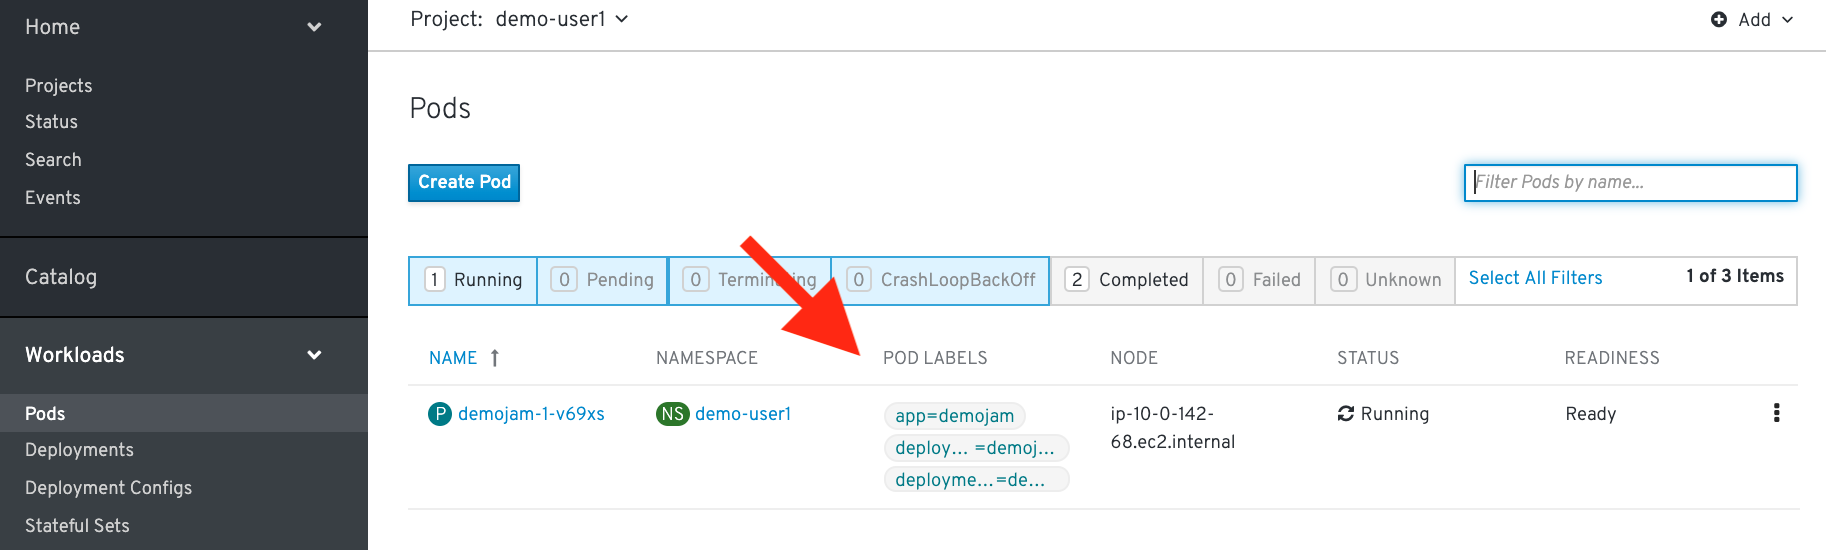 Home
Projects
Status
Search
Events
Catalog
Workloads
Pods
Deployments
Deployment Configs
Stateful Sets
Project: demo-user1
Add
Pods
Create Pod
Filter Pods by name...
1 Running
0 Pending
0 Terminating
0 CrashLoopBackOff
2 Completed
0 Failed
0 Unknown
Select All Filters
1 of 3 Items
NAME
NAMESPACE
POD LABELS
NODE
STATUS
READINESS
P demojam-1-v69xs
NS demo-user1
app=demojam
deploy... =demoj...
deployme...=de...
ip-10-0-142-
68.ec2.internal
Running
Ready